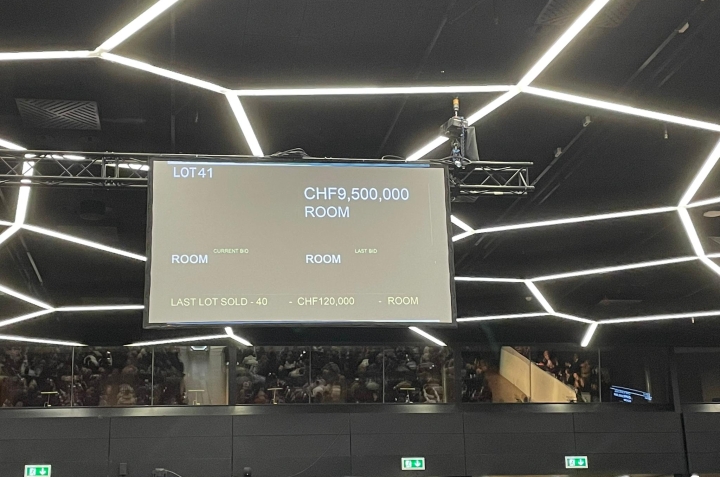 LOT41
CHF9,500,000
ROOM
CURRENT BID
LAST BID
ROOM
ROOM
LAST LOT SOLD - 40 - CHF120,000 - ROOM